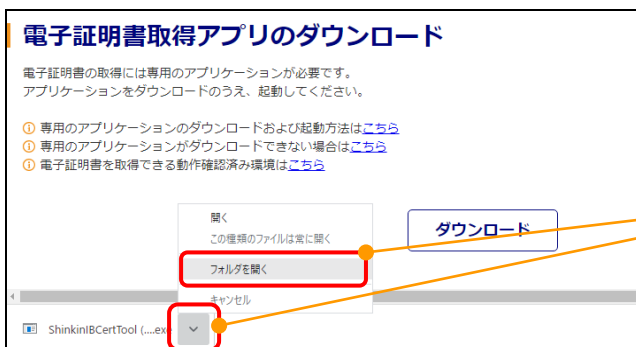 電子証明書取得アプリのダウンロード
電子証明書の取得には専用のアプリケーションが必要です。
アプリケーションをダウンロードのうえ、起動してください。
専用のアプリケーションのダウンロードおよび起動方法はこちら
専用のアプリケーションがダウンロードできない場合はこちら
電子証明書を取得できる動作確認済み環境はこちら
開く
この種類のファイルは常に開く
フォルダを開く
キャンセル
ダウンロード
ShinkinIBCertTool (....exe